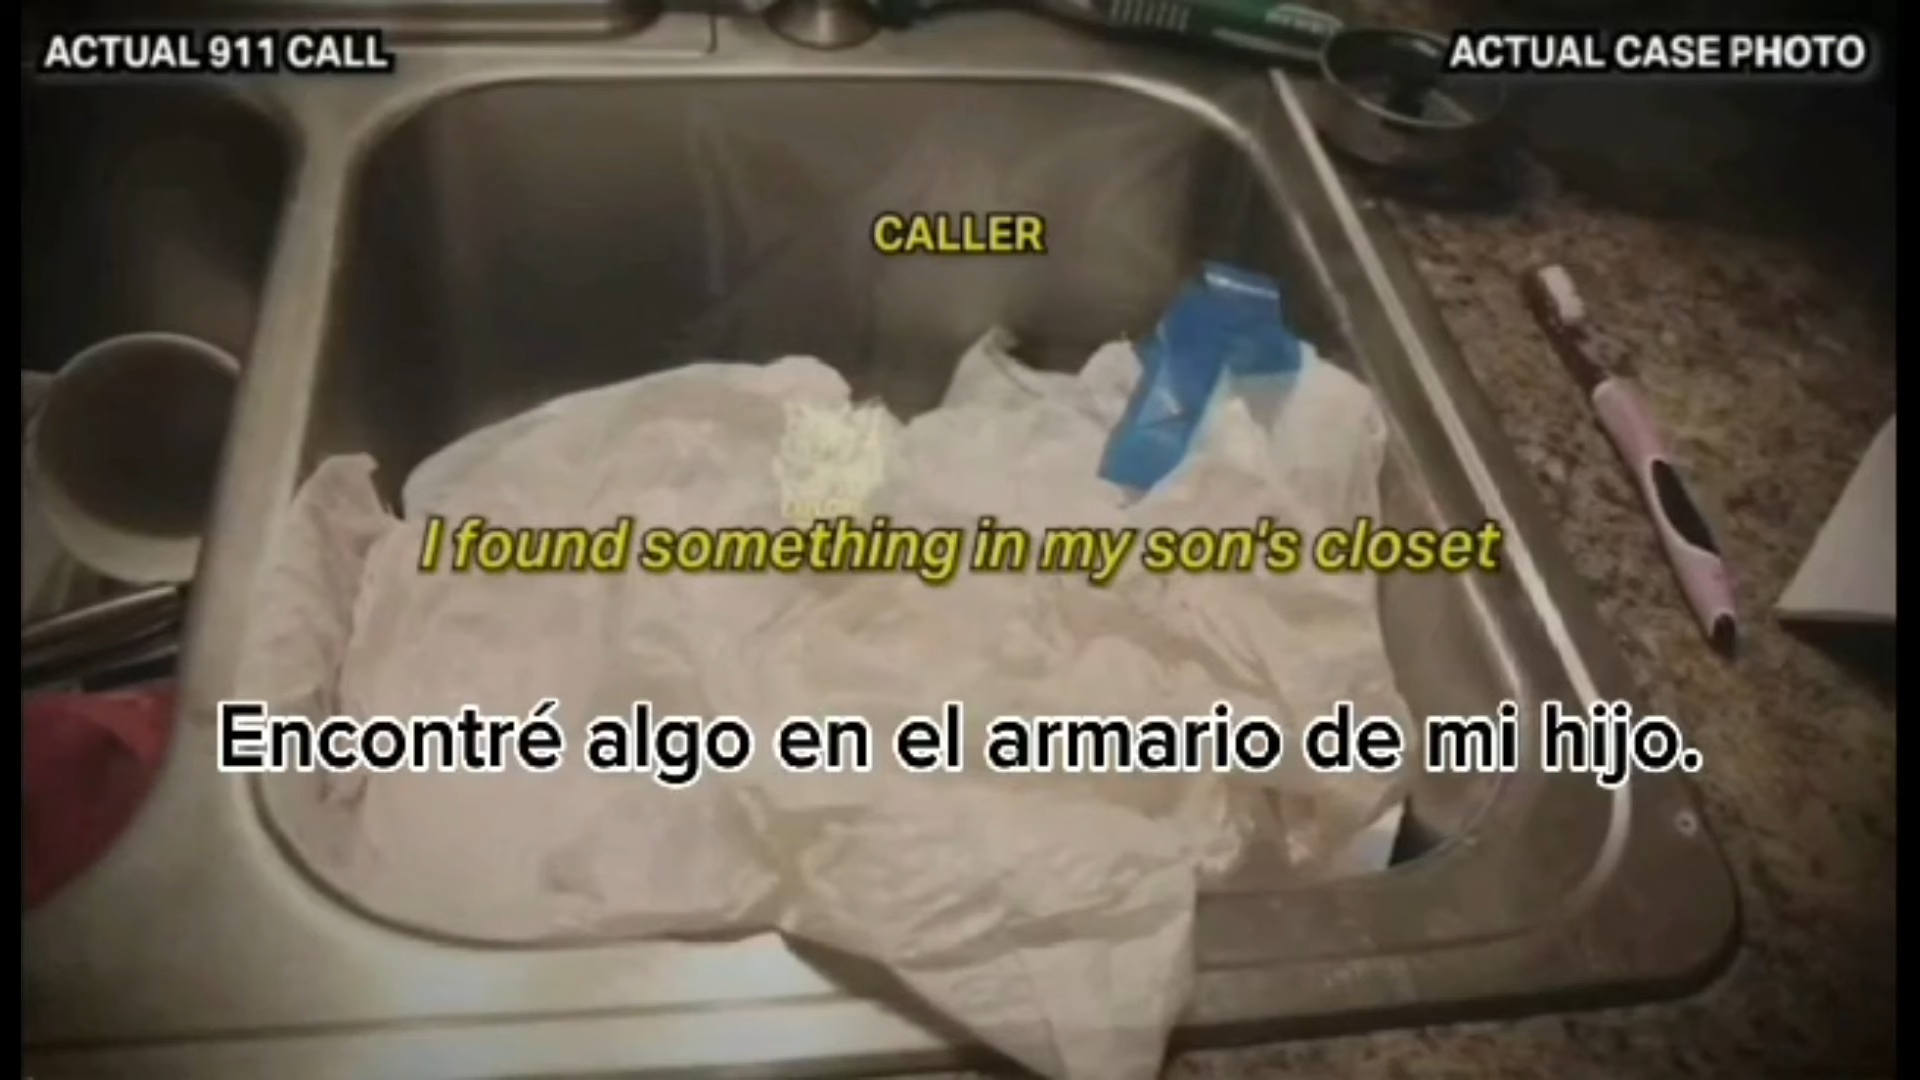 ACTUAL 911 CALL
ACTUAL CASE PHOTO
CALLER
I found something in my son's closet
Encontré algo en el armario de mi hijo.